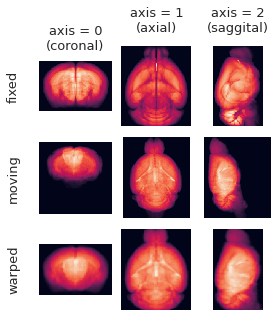 axis = 0
(coronal)
axis = 1
(axial)
axis = 2
(saggital)
fixed
moving
warped